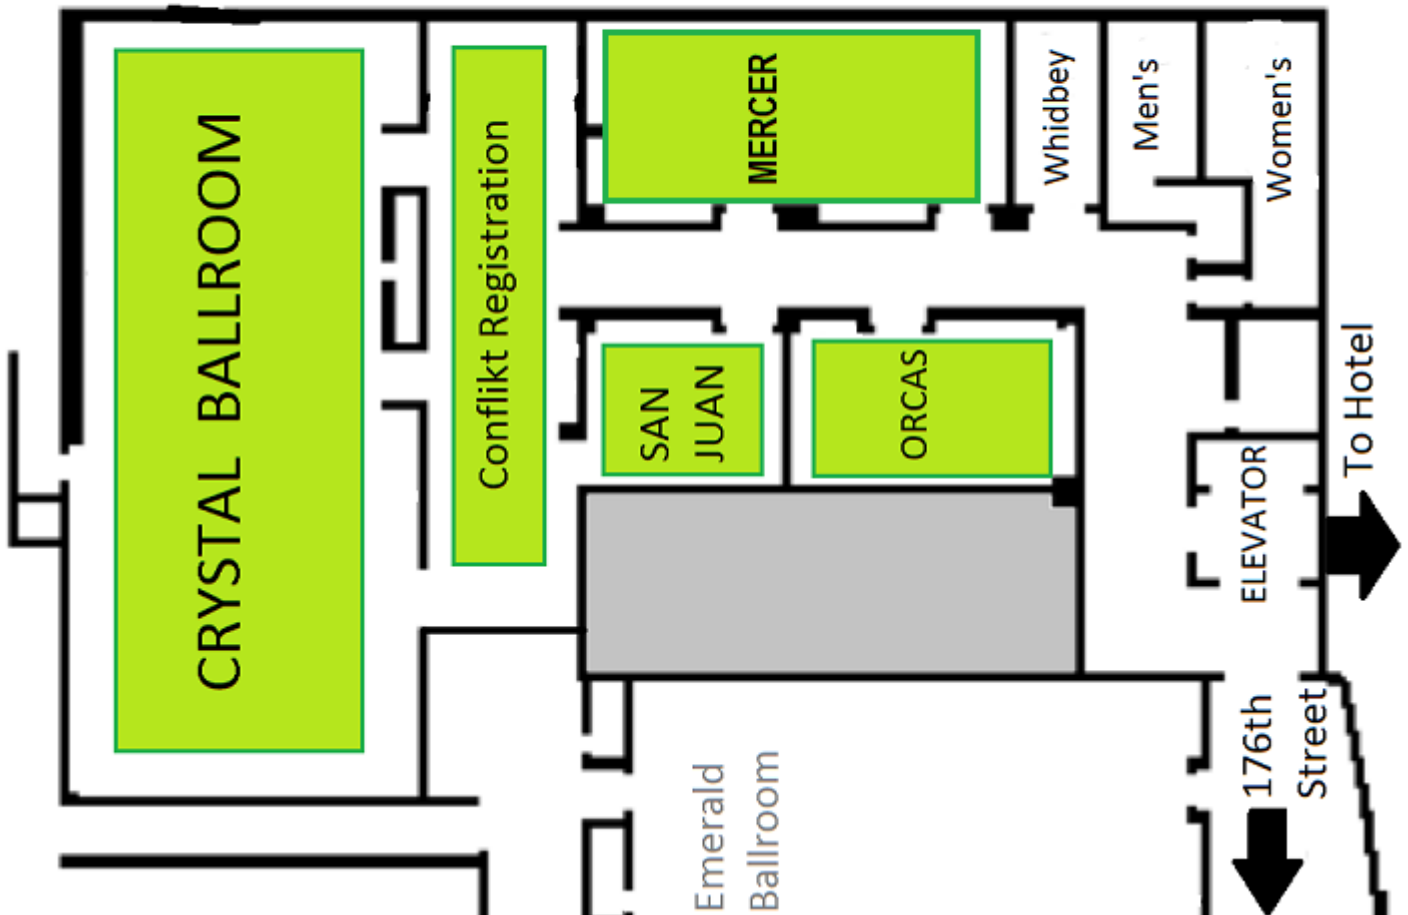 CRYSTAL BALLROOM
Conflikt Registration
MERCER
Whidbey
Men's
Women's
SAN
JUAN
ORCAS
ELEVATOR
To Hotel
176th
Street
Emerald
Ballroom